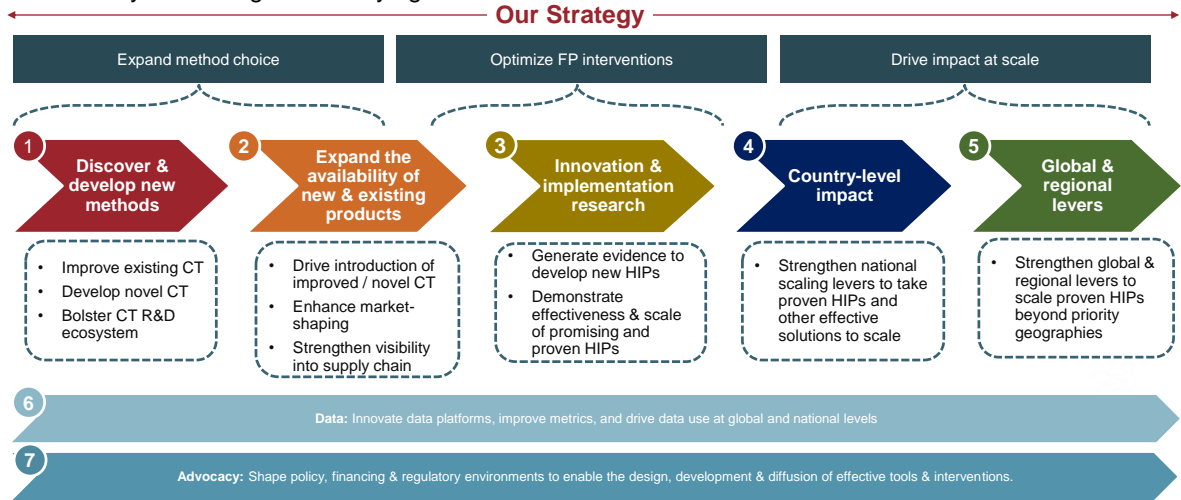 Our Strategy
Expand method choice
Optimize FP interventions
Drive impact at scale
1
Discover &
develop new
methods
2
Expand the
availability of
new & existing
products
3
Innovation &
implementation
research
4
Country-level
impact
5
Global &
regional
levers
• Improve existing CT
• Develop novel CT
• Bolster CT R&D
ecosystem
• Drive introduction of
improved / novel CT
• Enhance market-
shaping
• Strengthen visibility
into supply chain
• Generate evidence to
develop new HIPs
• Demonstrate
effectiveness & scale
of promising and
proven HIPs
• Strengthen national
scaling levers to take
proven HIPs and
other effective
solutions to scale
• Strengthen global &
regional levers to
scale proven HIPs
beyond priority
geographies
6
Data: Innovate data platforms, improve metrics, and drive data use at global and national levels
7
Advocacy: Shape policy, financing & regulatory environments to enable the design, development & diffusion of effective tools & interventions.